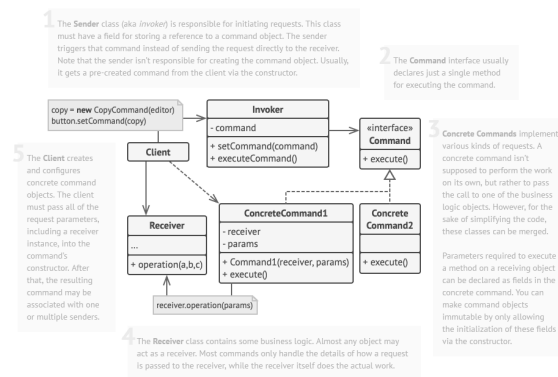 1
The Sender class (aka invoker) is responsible for initiating requests. This class
must have a field for storing a reference to a command object. The sender
triggers that command instead of sending the request directly to the receiver.
Note that the sender isn't responsible for creating the command object. Usually,
it gets a pre-created command from the client via the constructor.
2
The Command interface usually
declares just a single method
for executing the command.
copy = new CopyCommand(editor)
button.setCommand(copy)
Invoker
- command
+ setCommand(command)
+ executeCommand()
«interface»
Command
+ execute()
3
Concrete Commands implement
various kinds of requests. A
concrete command isn't
supposed to perform the work
on its own, but rather to pass
the call to one of the business
logic objects. However, for the
sake of simplifying the code,
these classes can be merged.
Parameters required to execute
a method on a receiving object
can be declared as fields in the
concrete command. You can
make command objects
immutable by only allowing
the initialization of these fields
via the constructor.
5
The Client creates
and configures
concrete command
objects. The client
must pass all of the
request parameters,
including a receiver
instance, into the
command's
constructor. After
that, the resulting
command may be
associated with one
or multiple senders.
Client
Receiver
...
+ operation(a,b,c)
ConcreteCommand1
- receiver
- params
+ Command1(receiver, params)
+ execute()
Concrete
Command2
+ execute()
receiver.operation(params)
4
The Receiver class contains some business logic. Almost any object may
act as a receiver. Most commands only handle the details of how a request
is passed to the receiver, while the receiver itself does the actual work.